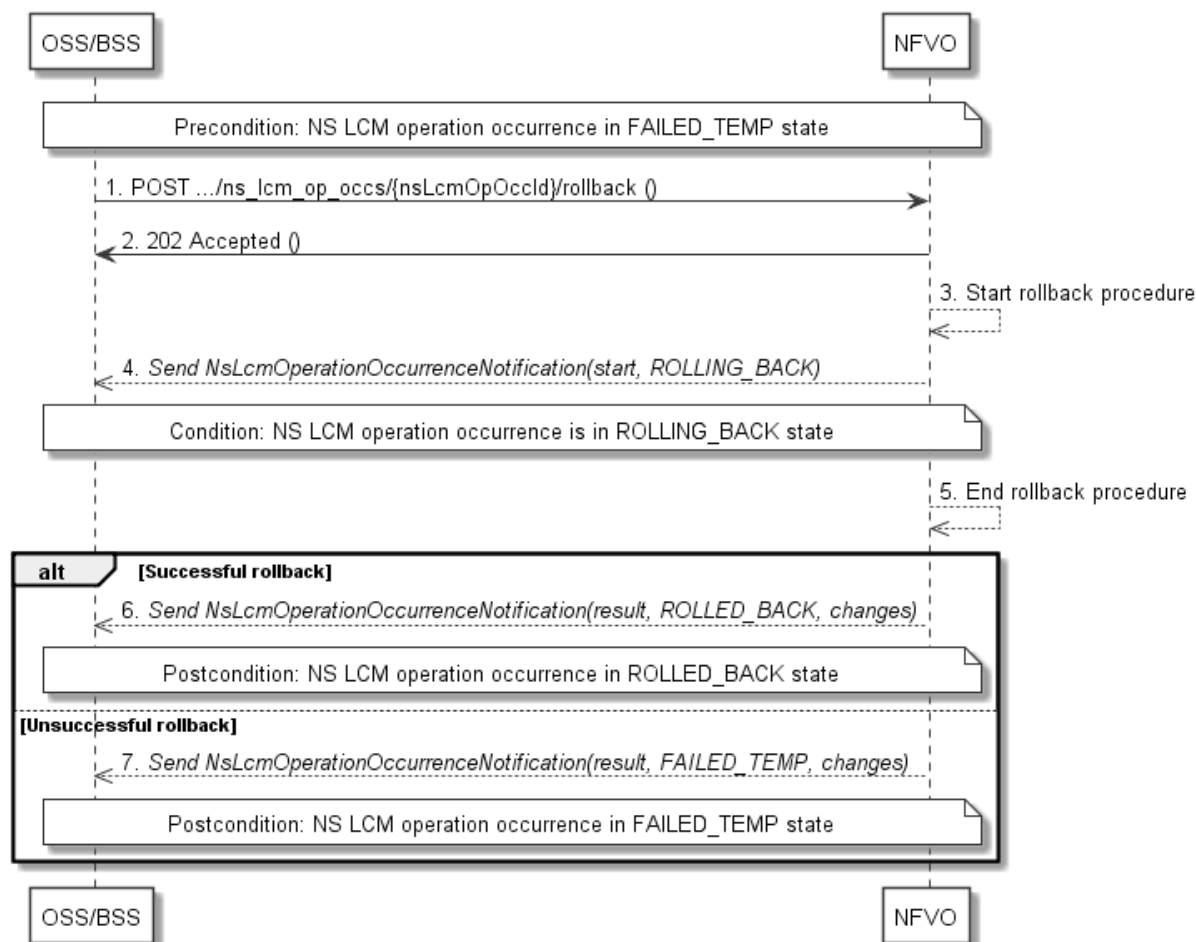 OSS/BSS NFVO
Precondition: NS LCM operation occurrence in FAILED_TEMP state
1. POST .../ns_lcm_op_occs/{nsLcmOpOccId}/rollback ()
2. 202 Accepted ()
3. Start rollback procedure
4. Send NsLcmOperationOccurrenceNotification(start, ROLLING_BACK)
Condition: NS LCM operation occurrence is in ROLLING_BACK state
5. End rollback procedure
alt [Successful rollback]
6. Send NsLcmOperationOccurrenceNotification(result, ROLLED_BACK, changes)
Postcondition: NS LCM operation occurrence in ROLLED_BACK state
[Unsuccessful rollback]
7. Send NsLcmOperationOccurrenceNotification(result, FAILED_TEMP, changes)
Postcondition: NS LCM operation occurrence in FAILED_TEMP state
OSS/BSS NFVO